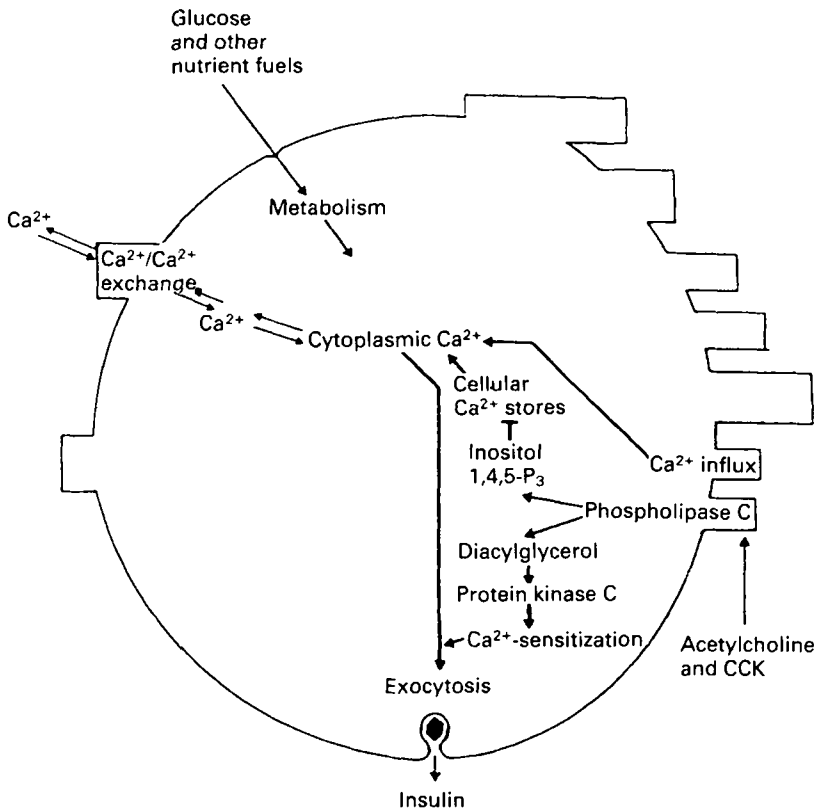 Glucose
and other
nutrient fuels
Metabolism
Ca²⁺
Ca²⁺/Ca²⁺
exchange
Ca²⁺
Cytoplasmic Ca²⁺
Cellular
Ca²⁺ stores
Inositol
1,4,5-P₃
Ca²⁺ influx
Phospholipase C
Diacylglycerol
Protein kinase C
Ca²⁺-sensitization
Acetylcholine
and CCK
Exocytosis
Insulin